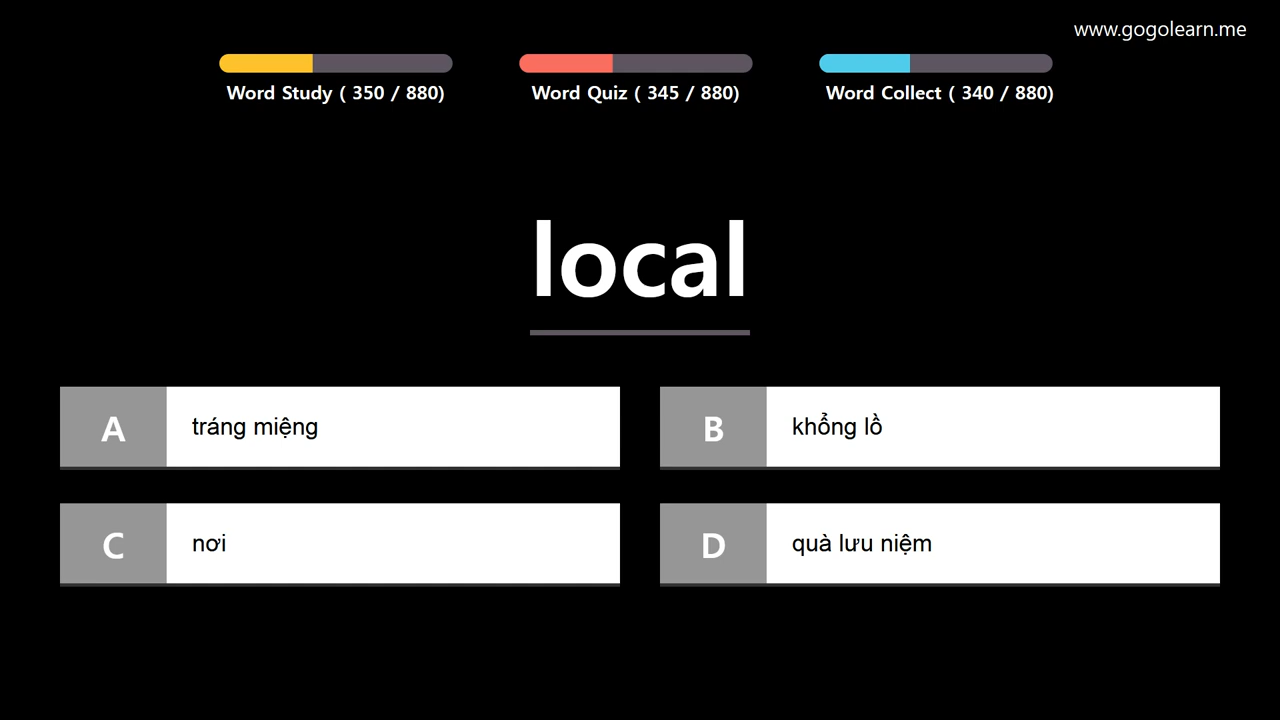 www.gogolearn.me
Word Study ( 350 / 880)
Word Quiz ( 345 / 880)
Word Collect ( 340 / 880)
local
A tráng miệng
B khổng lồ
C nơi
D quà lưu niệm